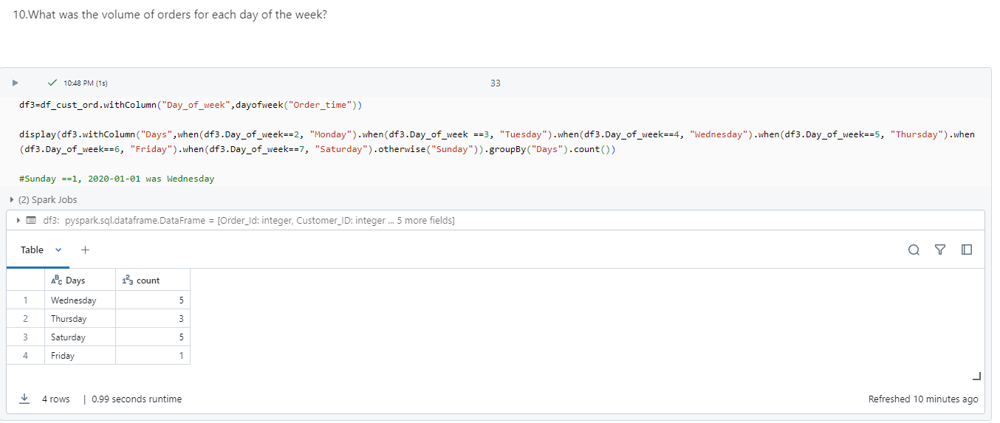 10.What was the volume of orders for each day of the week?
10:48 PM (1s)
33
df3=df_cust_ord.withColumn("Day_of_week",dayofweek("Order_time"))
display(df3.withColumn("Days",when(df3.Day_of_week==2, "Monday").when(df3.Day_of_week ==3, "Tuesday").when(df3.Day_of_week==4, "Wednesday").when(df3.Day_of_week==5, "Thursday").when
(df3.Day_of_week==6, "Friday").when(df3.Day_of_week==7, "Saturday").otherwise("Sunday")).groupBy("Days").count())
#Sunday ==1, 2020-01-01 was Wednesday
(2) Spark Jobs
df3: pyspark.sql.dataframe.DataFrame = [Order_Id: integer, Customer_ID: integer ... 5 more fields]
Table
ABC Days 123 count
1 Wednesday 5
2 Thursday 3
3 Saturday 5
4 Friday 1
4 rows | 0.99 seconds runtime
Refreshed 10 minutes ago